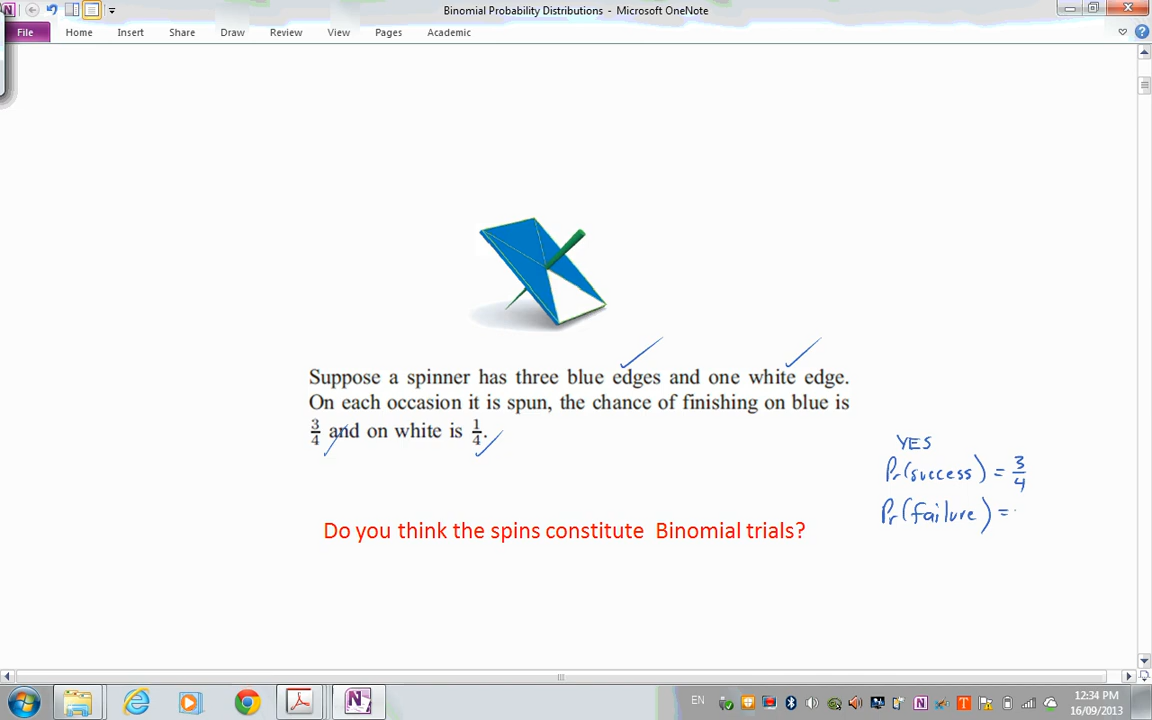 Binomial Probability Distributions - Microsoft OneNote
File Home Insert Share Draw Review View Pages Academic
Suppose a spinner has three blue edges and one white edge.
On each occasion it is spun, the chance of finishing on blue is
3/4 and on white is 1/4.
YES
Pr(success) = 3/4
Pr(failure) =
Do you think the spins constitute Binomial trials?
EN
12:34 PM
16/09/2013